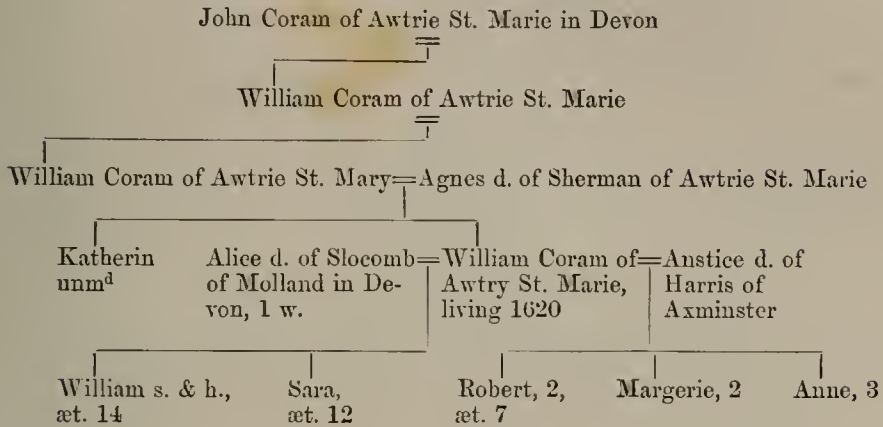 John Coram of Awtrie St. Marie in Devon
William Coram of Awtrie St. Marie
William Coram of Awtrie St. Mary=Agnes d. of Sherman of Awtrie St. Marie
Katherin
unmᵈ
Alice d. of Slocomb=
of Molland in De-
von, 1 w.
William Coram of=
Awtry St. Marie,
living 1620
Anstice d. of
Harris of
Axminster
William s. & h.,
æt. 14
Sara,
æt. 12
Robert, 2,
æt. 7
Margerie, 2
Anne, 3